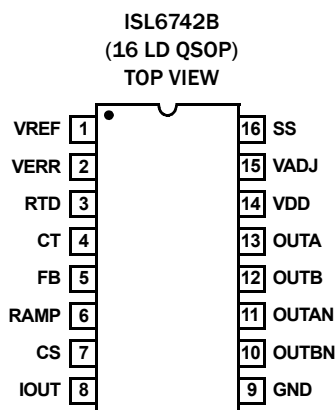 ISL6742B
(16 LD QSOP)
TOP VIEW
VREF 1 16 SS
VERR 2 15 VADJ
RTD 3 14 VDD
CT 4 13 OUTA
FB 5 12 OUTB
RAMP 6 11 OUTAN
CS 7 10 OUTBN
IOUT 8 9 GND